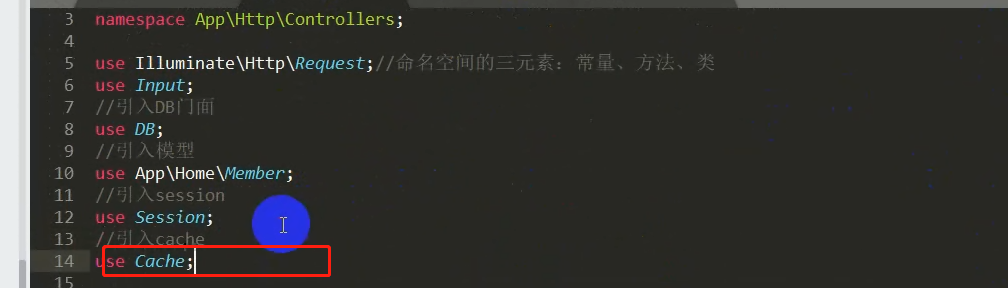 3 namespace App\Http\Controllers;
4
5 use Illuminate\Http\Request;//命名空间的三元素：常量、方法、类
6 use Input;
7 //引入DB门面
8 use DB;
9 //引入模型
10 use App\Home\Member;
11 //引入session
12 use Session;
13 //引入cache
14 use Cache;
15